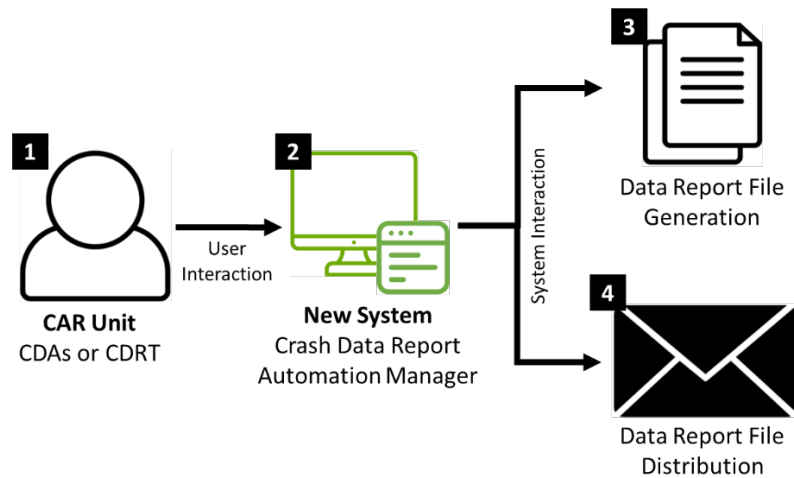 1
CAR Unit
CDAs or CDRT
User
Interaction
2
New System
Crash Data Report
Automation Manager
System Interaction
3
Data Report File
Generation
4
Data Report File
Distribution